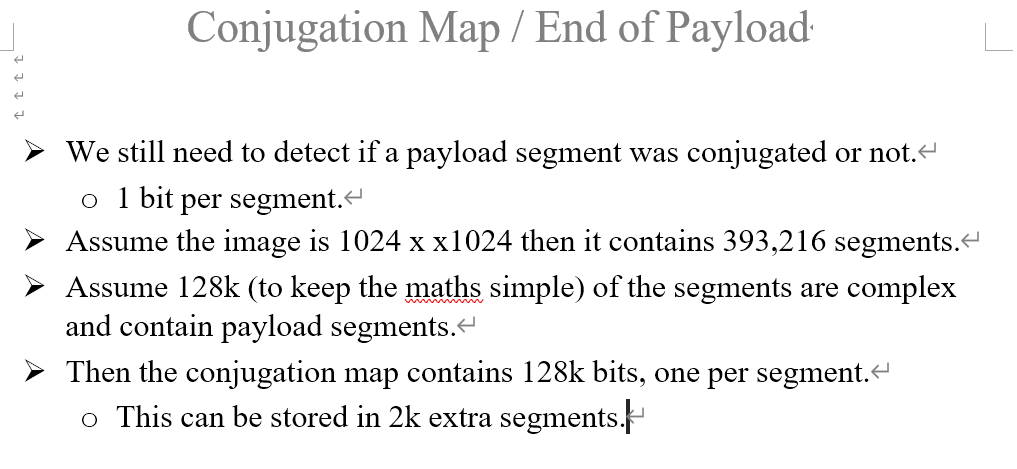 Conjugation Map / End of Payload
➢ We still need to detect if a payload segment was conjugated or not.
o 1 bit per segment.
➢ Assume the image is 1024 x x1024 then it contains 393,216 segments.
➢ Assume 128k (to keep the maths simple) of the segments are complex
and contain payload segments.
➢ Then the conjugation map contains 128k bits, one per segment.
o This can be stored in 2k extra segments.